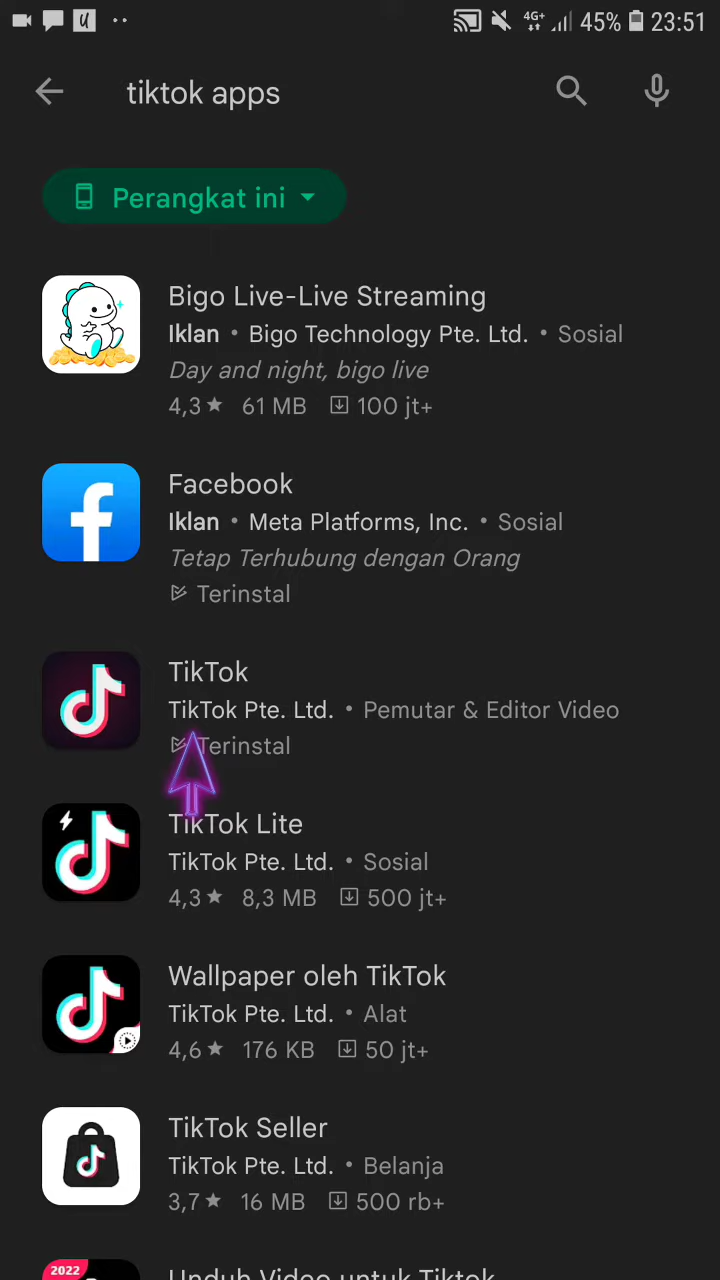 4G+ 45% 23:51
tiktok apps
Perangkat ini
Bigo Live-Live Streaming
Iklan • Bigo Technology Pte. Ltd. • Sosial
Day and night, bigo live
4,3★ 61 MB 100 jt+
Facebook
Iklan • Meta Platforms, Inc. • Sosial
Tetap Terhubung dengan Orang
Terinstal
TikTok
TikTok Pte. Ltd. • Pemutar & Editor Video
Terinstal
TikTok Lite
TikTok Pte. Ltd. • Sosial
4,3★ 8,3 MB 500 jt+
Wallpaper oleh TikTok
TikTok Pte. Ltd. • Alat
4,6★ 176 KB 50 jt+
TikTok Seller
TikTok Pte. Ltd. • Belanja
3,7★ 16 MB 500 rb+
2022
Unduh Video untuk Tiktok